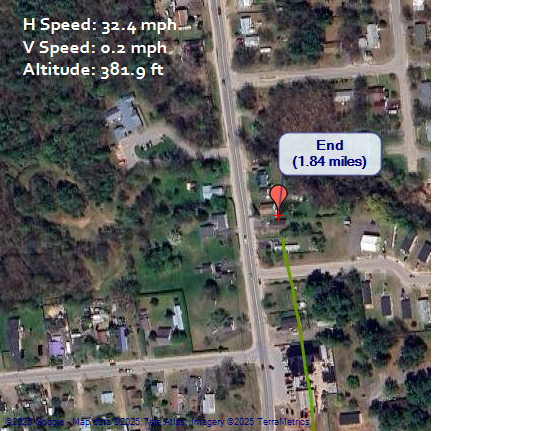 H Speed: 32.4 mph
V Speed: 0.2 mph
Altitude: 381.9 ft
End
(1.84 miles)
©2025 Google - Map data ©2025 Tele Atlas, Imagery ©2025 TerraMetrics